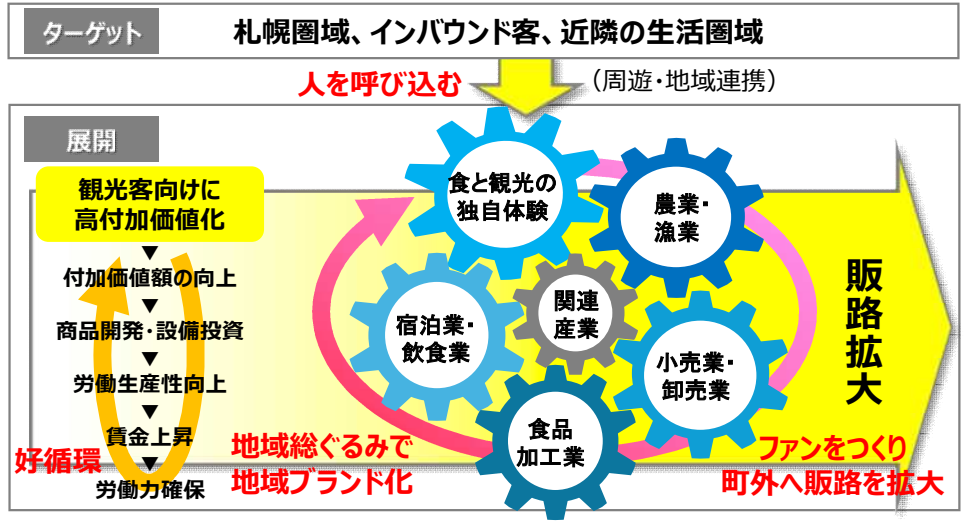 ターゲット
札幌圏域、インバウンド客、近隣の生活圏域
人を呼び込む
（周遊・地域連携）
展開
観光客向けに
高付加価値化
▼
付加価値額の向上
▼
商品開発・設備投資
▼
労働生産性向上
▼
賃金上昇
▼
労働力確保
好循環
食と観光の
独自体験
農業・
漁業
関連
産業
宿泊業・
飲食業
小売業・
卸売業
食品
加工業
地域総ぐるみで
地域ブランド化
販路拡大
ファンをつくり
町外へ販路を拡大